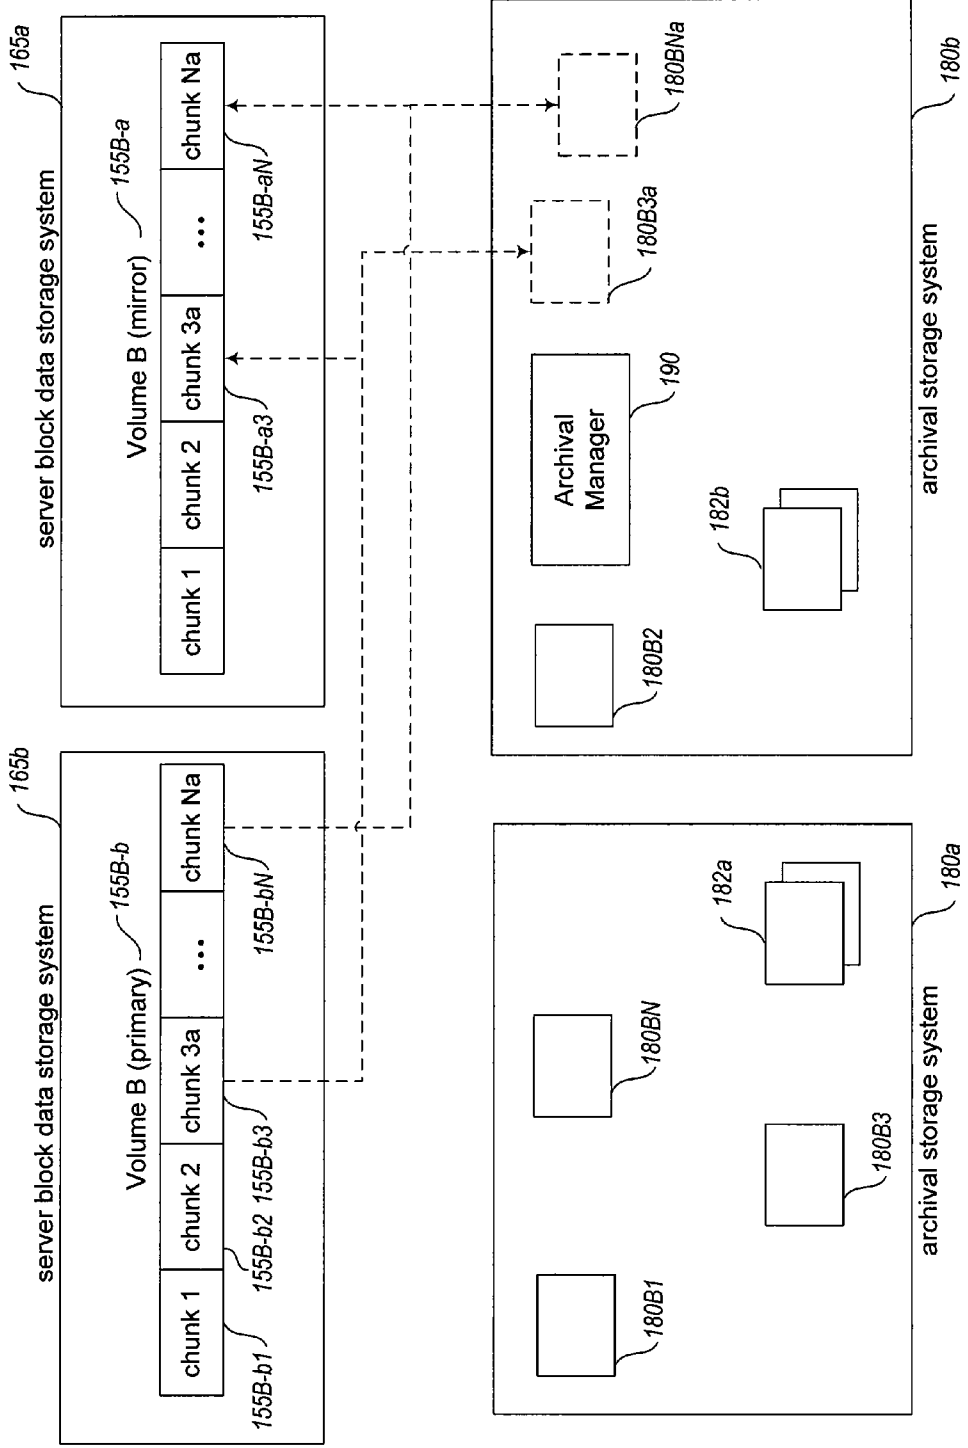 server block data storage system
165b
Volume B (primary)
155B-b
chunk 1
chunk 2
chunk 3a
...
chunk Na
155B-b1
155B-b2
155B-b3
155B-bN
server block data storage system
165a
Volume B (mirror)
155B-a
chunk 1
chunk 2
chunk 3a
...
chunk Na
155B-a3
155B-aN
180B1
180BN
180B3
182a
archival storage system
180a
180B2
Archival
Manager
190
180B3a
180BNa
182b
archival storage system
180b